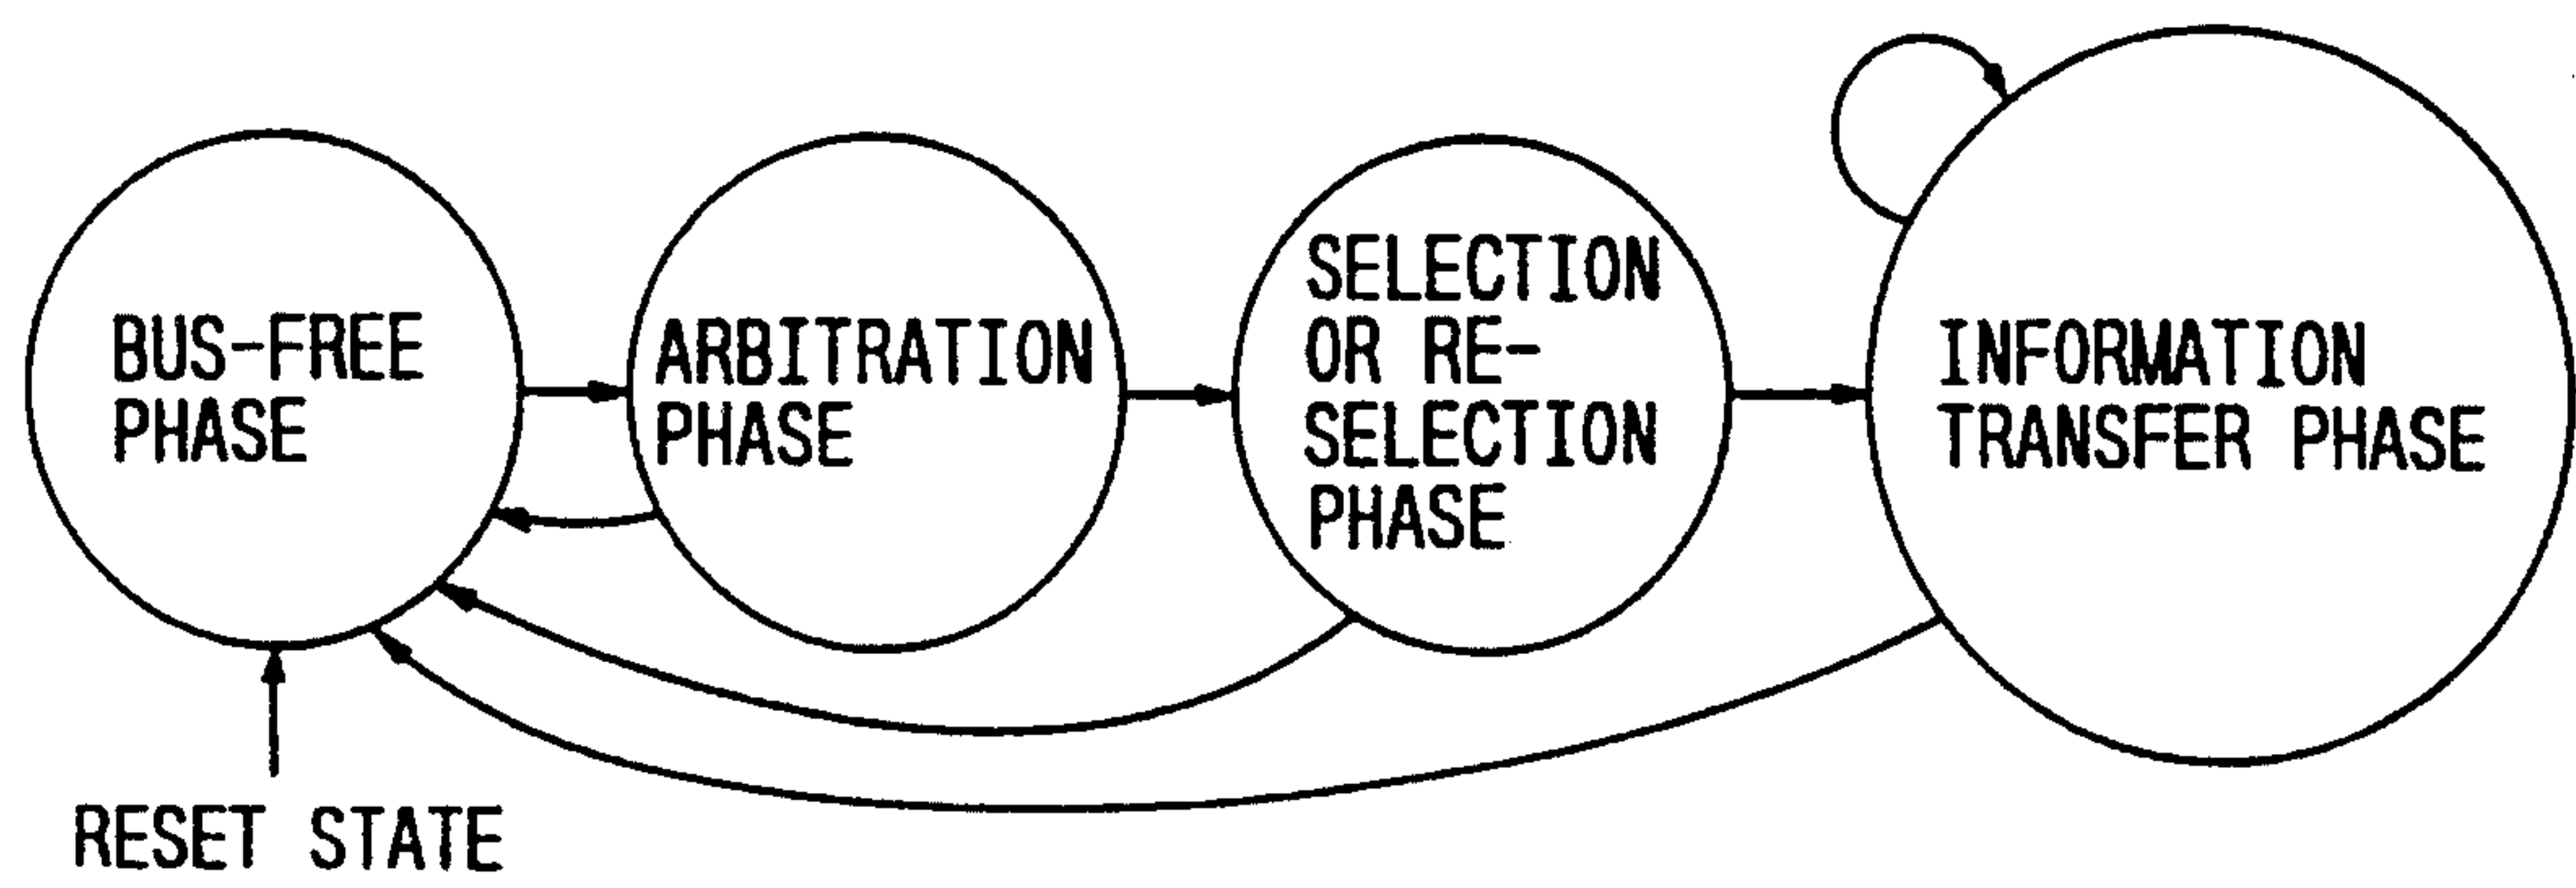 BUS-FREE
PHASE
ARBITRATION
PHASE
SELECTION
OR RE-
SELECTION
PHASE
INFORMATION
TRANSFER PHASE
RESET STATE